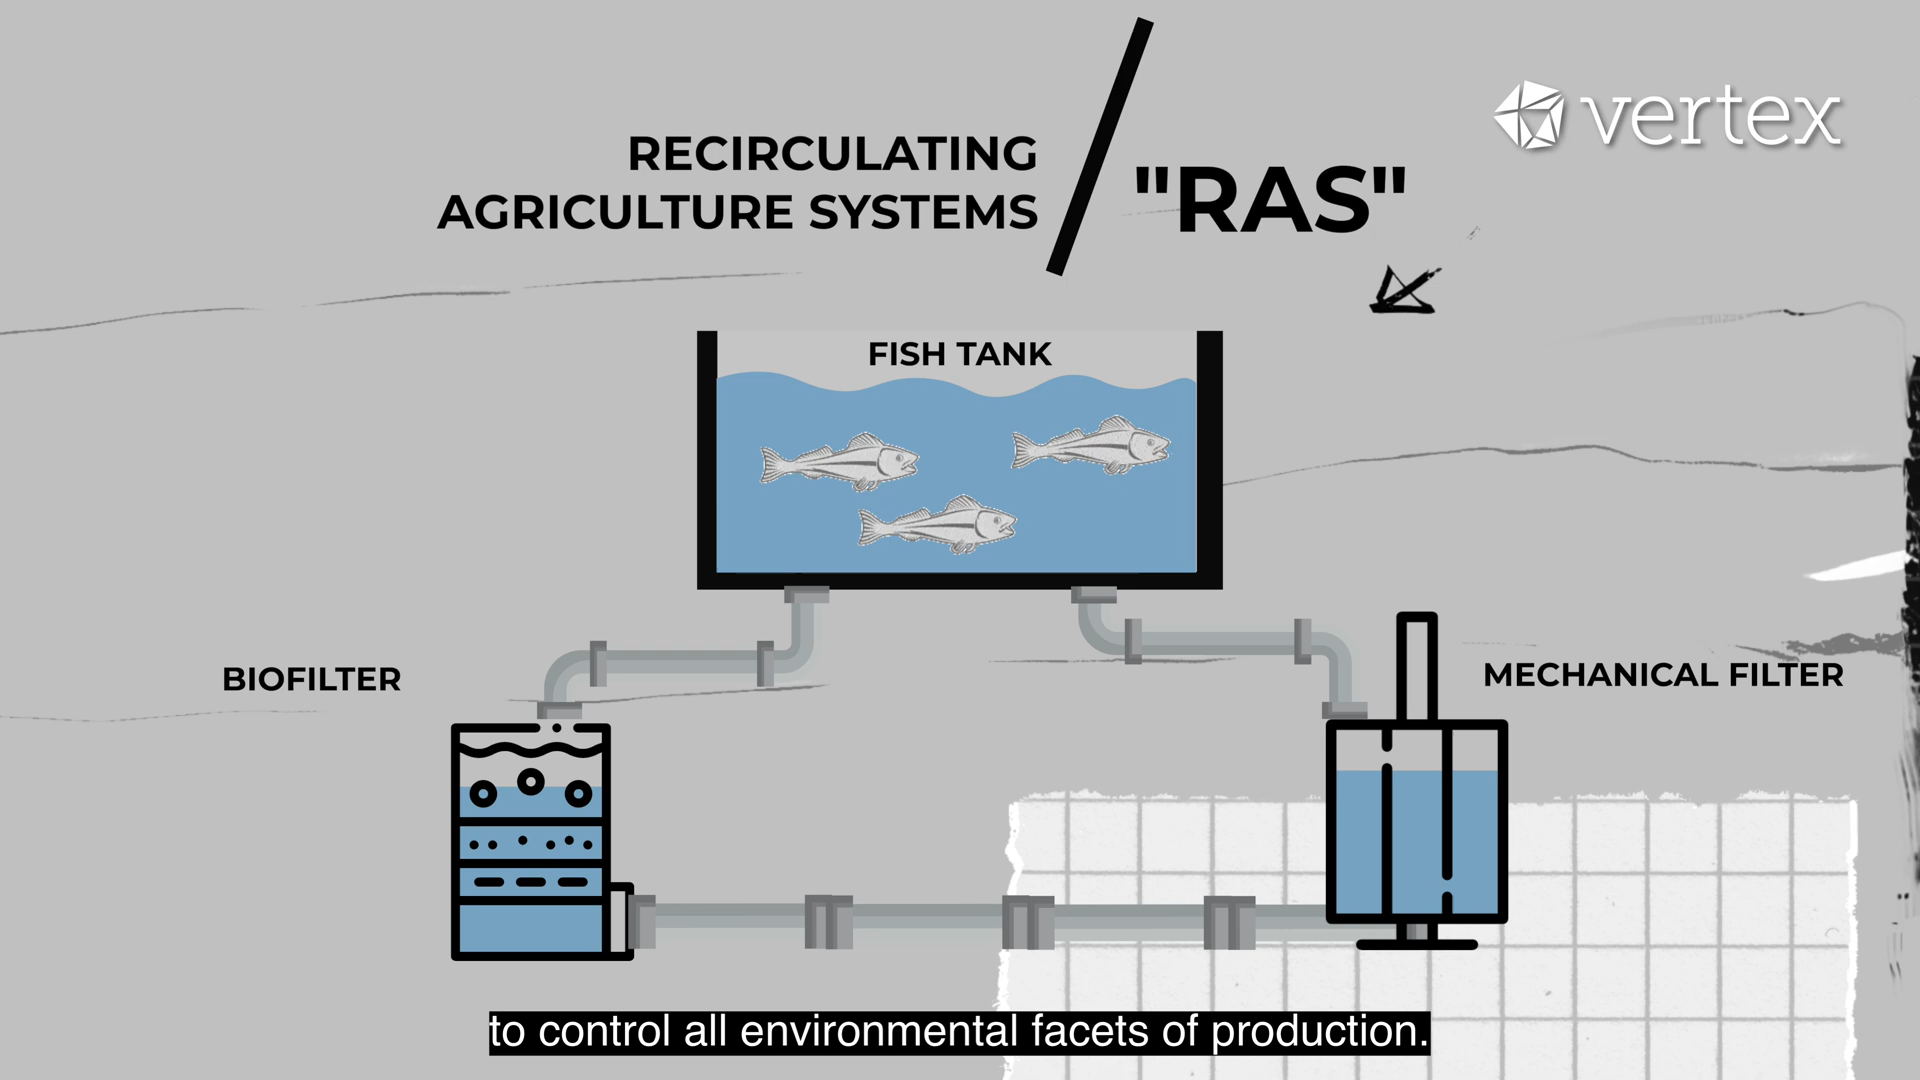 vertex
RECIRCULATING
AGRICULTURE SYSTEMS
"RAS"
FISH TANK
BIOFILTER
MECHANICAL FILTER
to control all environmental facets of production.